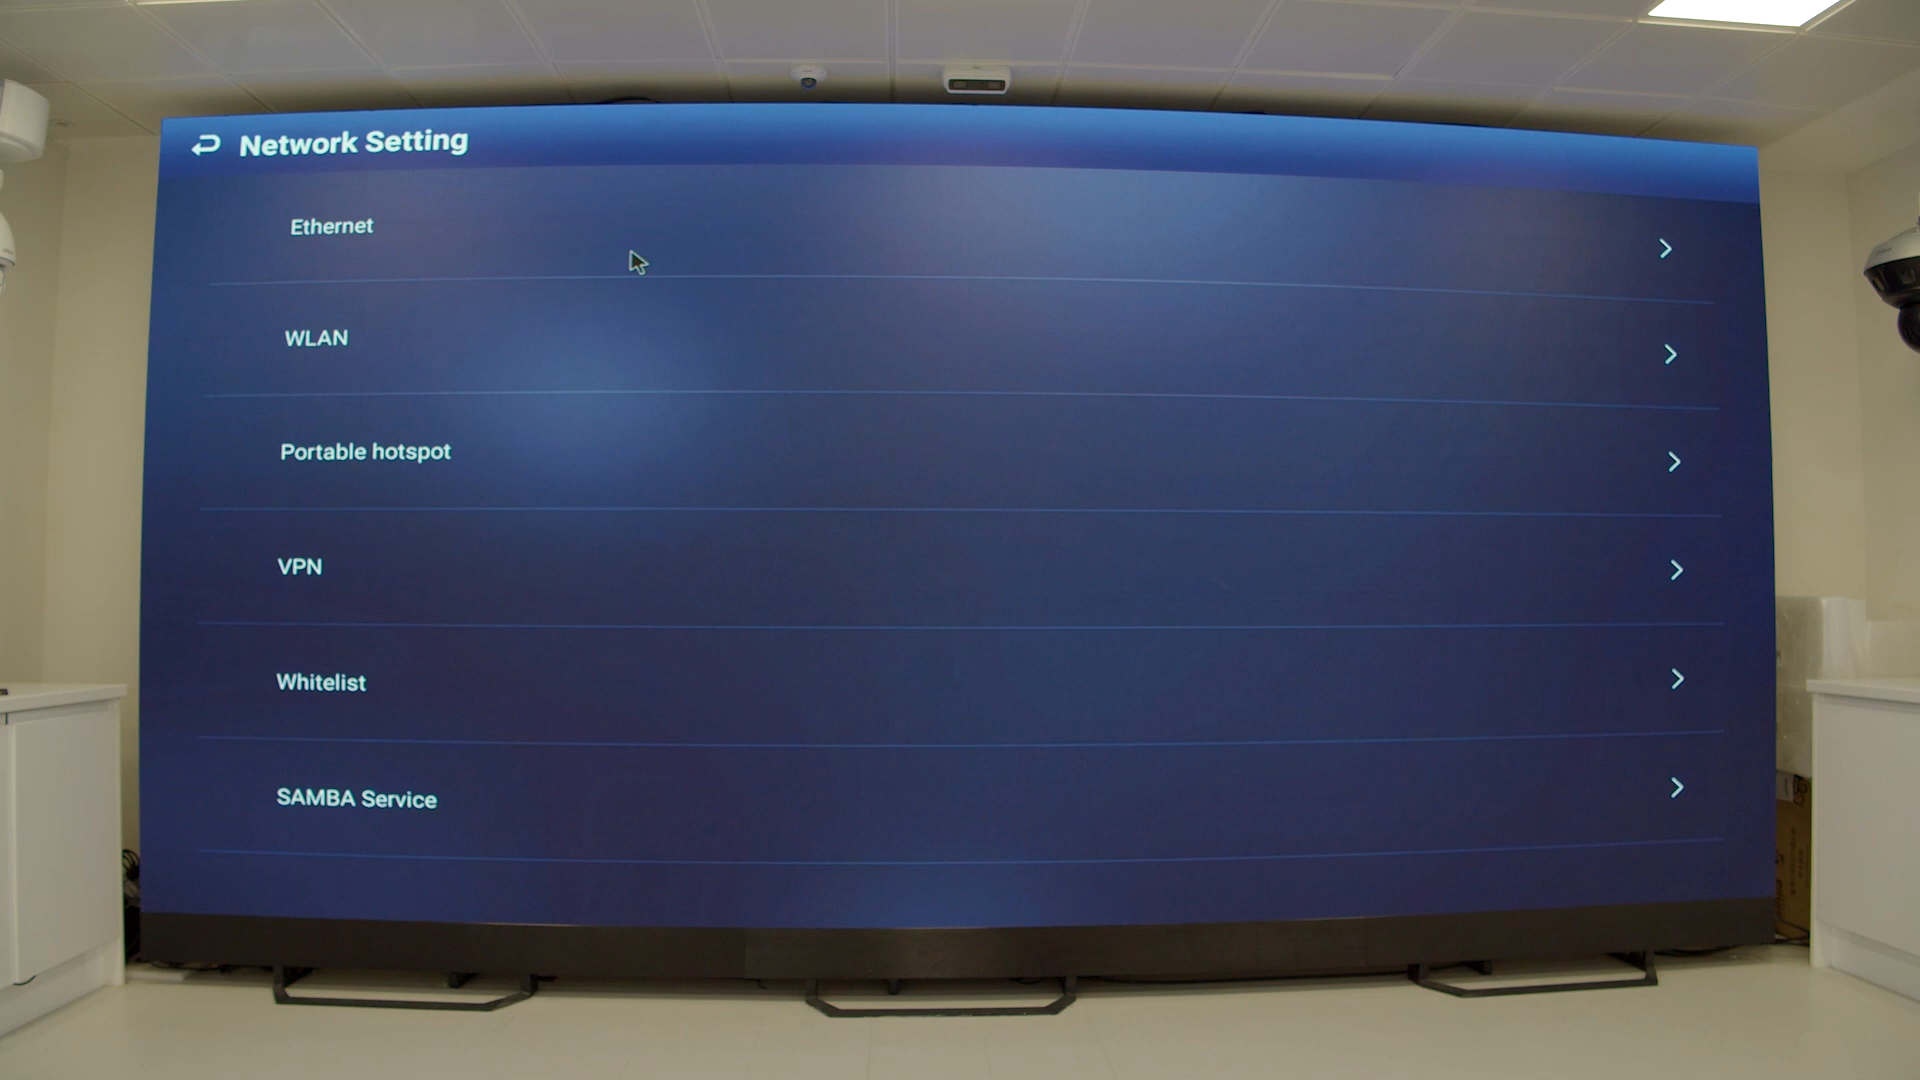 Network Setting
Ethernet
WLAN
Portable hotspot
VPN
Whitelist
SAMBA Service